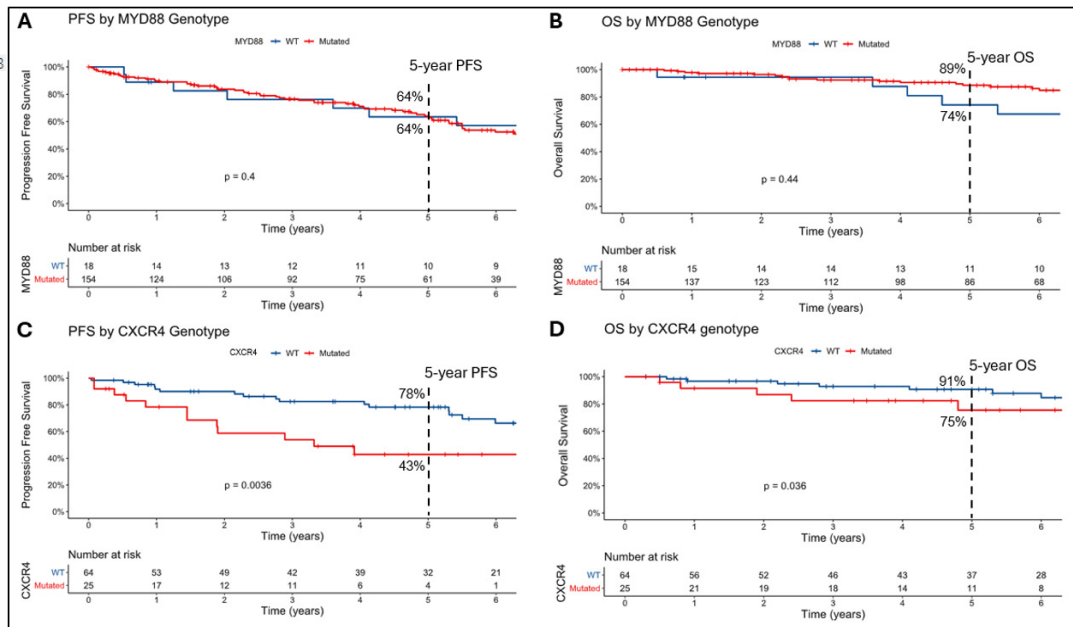 A PFS by MYD88 Genotype
MYD88 WT Mutated
5-year PFS
64%
64%
p = 0.4
Progression Free Survival
100%
80%
60%
40%
20%
0%
0 1 2 3 4 5 6
Time (years)
Number at risk
MYD88
WT 18 14 13 12 11 10 9
Mutated 154 124 106 92 75 61 39
0 1 2 3 4 5 6
Time (years)
B OS by MYD88 Genotype
MYD88 WT Mutated
5-year OS
89%
74%
p = 0.44
Overall Survival
100%
80%
60%
40%
20%
0%
0 1 2 3 4 5 6
Time (years)
Number at risk
MYD88
WT 18 15 14 14 13 11 10
Mutated 154 137 123 112 98 86 68
0 1 2 3 4 5 6
Time (years)
C PFS by CXCR4 Genotype
CXCR4 WT Mutated
5-year PFS
78%
43%
p = 0.0036
Progression Free Survival
100%
80%
60%
40%
20%
0%
0 1 2 3 4 5 6
Time (years)
Number at risk
CXCR4
WT 64 53 49 42 39 32 21
Mutated 25 17 12 11 6 4 1
0 1 2 3 4 5 6
Time (years)
D OS by CXCR4 genotype
CXCR4 WT Mutated
5-year OS
91%
75%
p = 0.036
Overall Survival
100%
80%
60%
40%
20%
0%
0 1 2 3 4 5 6
Time (years)
Number at risk
CXCR4
WT 64 56 52 46 43 37 28
Mutated 25 21 19 18 14 11 8
0 1 2 3 4 5 6
Time (years)